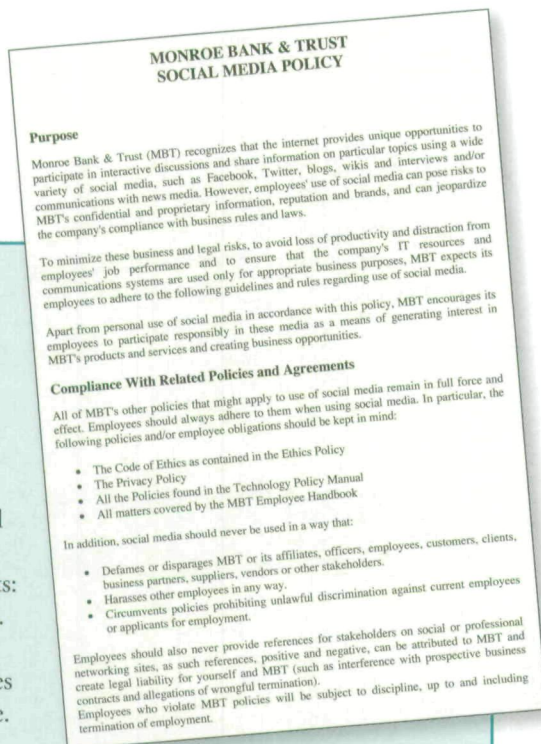 MONROE BANK & TRUST
SOCIAL MEDIA POLICY
Purpose
Monroe Bank & Trust (MBT) recognizes that the internet provides unique opportunities to
participate in interactive discussions and share information on particular topics using a wide
variety of social media, such as Facebook, Twitter, blogs, wikis and interviews and/or
communications with news media. However, employees' use of social media can pose risks to
MBT's confidential and proprietary information, reputation and brands, and can jeopardize
the company's compliance with business rules and laws.
To minimize these business and legal risks, to avoid loss of productivity and distraction from
employees' job performance and to ensure that the company's IT resources and
communications systems are used only for appropriate business purposes, MBT expects its
employees to adhere to the following guidelines and rules regarding use of social media.
Apart from personal use of social media in accordance with this policy, MBT encourages its
employees to participate responsibly in these media as a means of generating interest in
MBT's products and services and creating business opportunities.
Compliance With Related Policies and Agreements
All of MBT's other policies that might apply to use of social media remain in full force and
effect. Employees should always adhere to them when using social media. In particular, the
following policies and/or employee obligations should be kept in mind:
• The Code of Ethics as contained in the Ethics Policy
• The Privacy Policy
• All the Policies found in the Technology Policy Manual
• All matters covered by the MBT Employee Handbook
In addition, social media should never be used in a way that:
• Defames or disparages MBT or its affiliates, officers, employees, customers, clients,
business partners, suppliers, vendors or other stakeholders.
• Harasses other employees in any way.
• Circumvents policies prohibiting unlawful discrimination against current employees
or applicants for employment.
Employees should also never provide references for stakeholders on social or professional
networking sites, as such references, positive and negative, can be attributed to MBT and
create legal liability for yourself and MBT (such as interference with prospective business
contracts and allegations of wrongful termination).
Employees who violate MBT policies will be subject to discipline, up to and including
termination of employment.